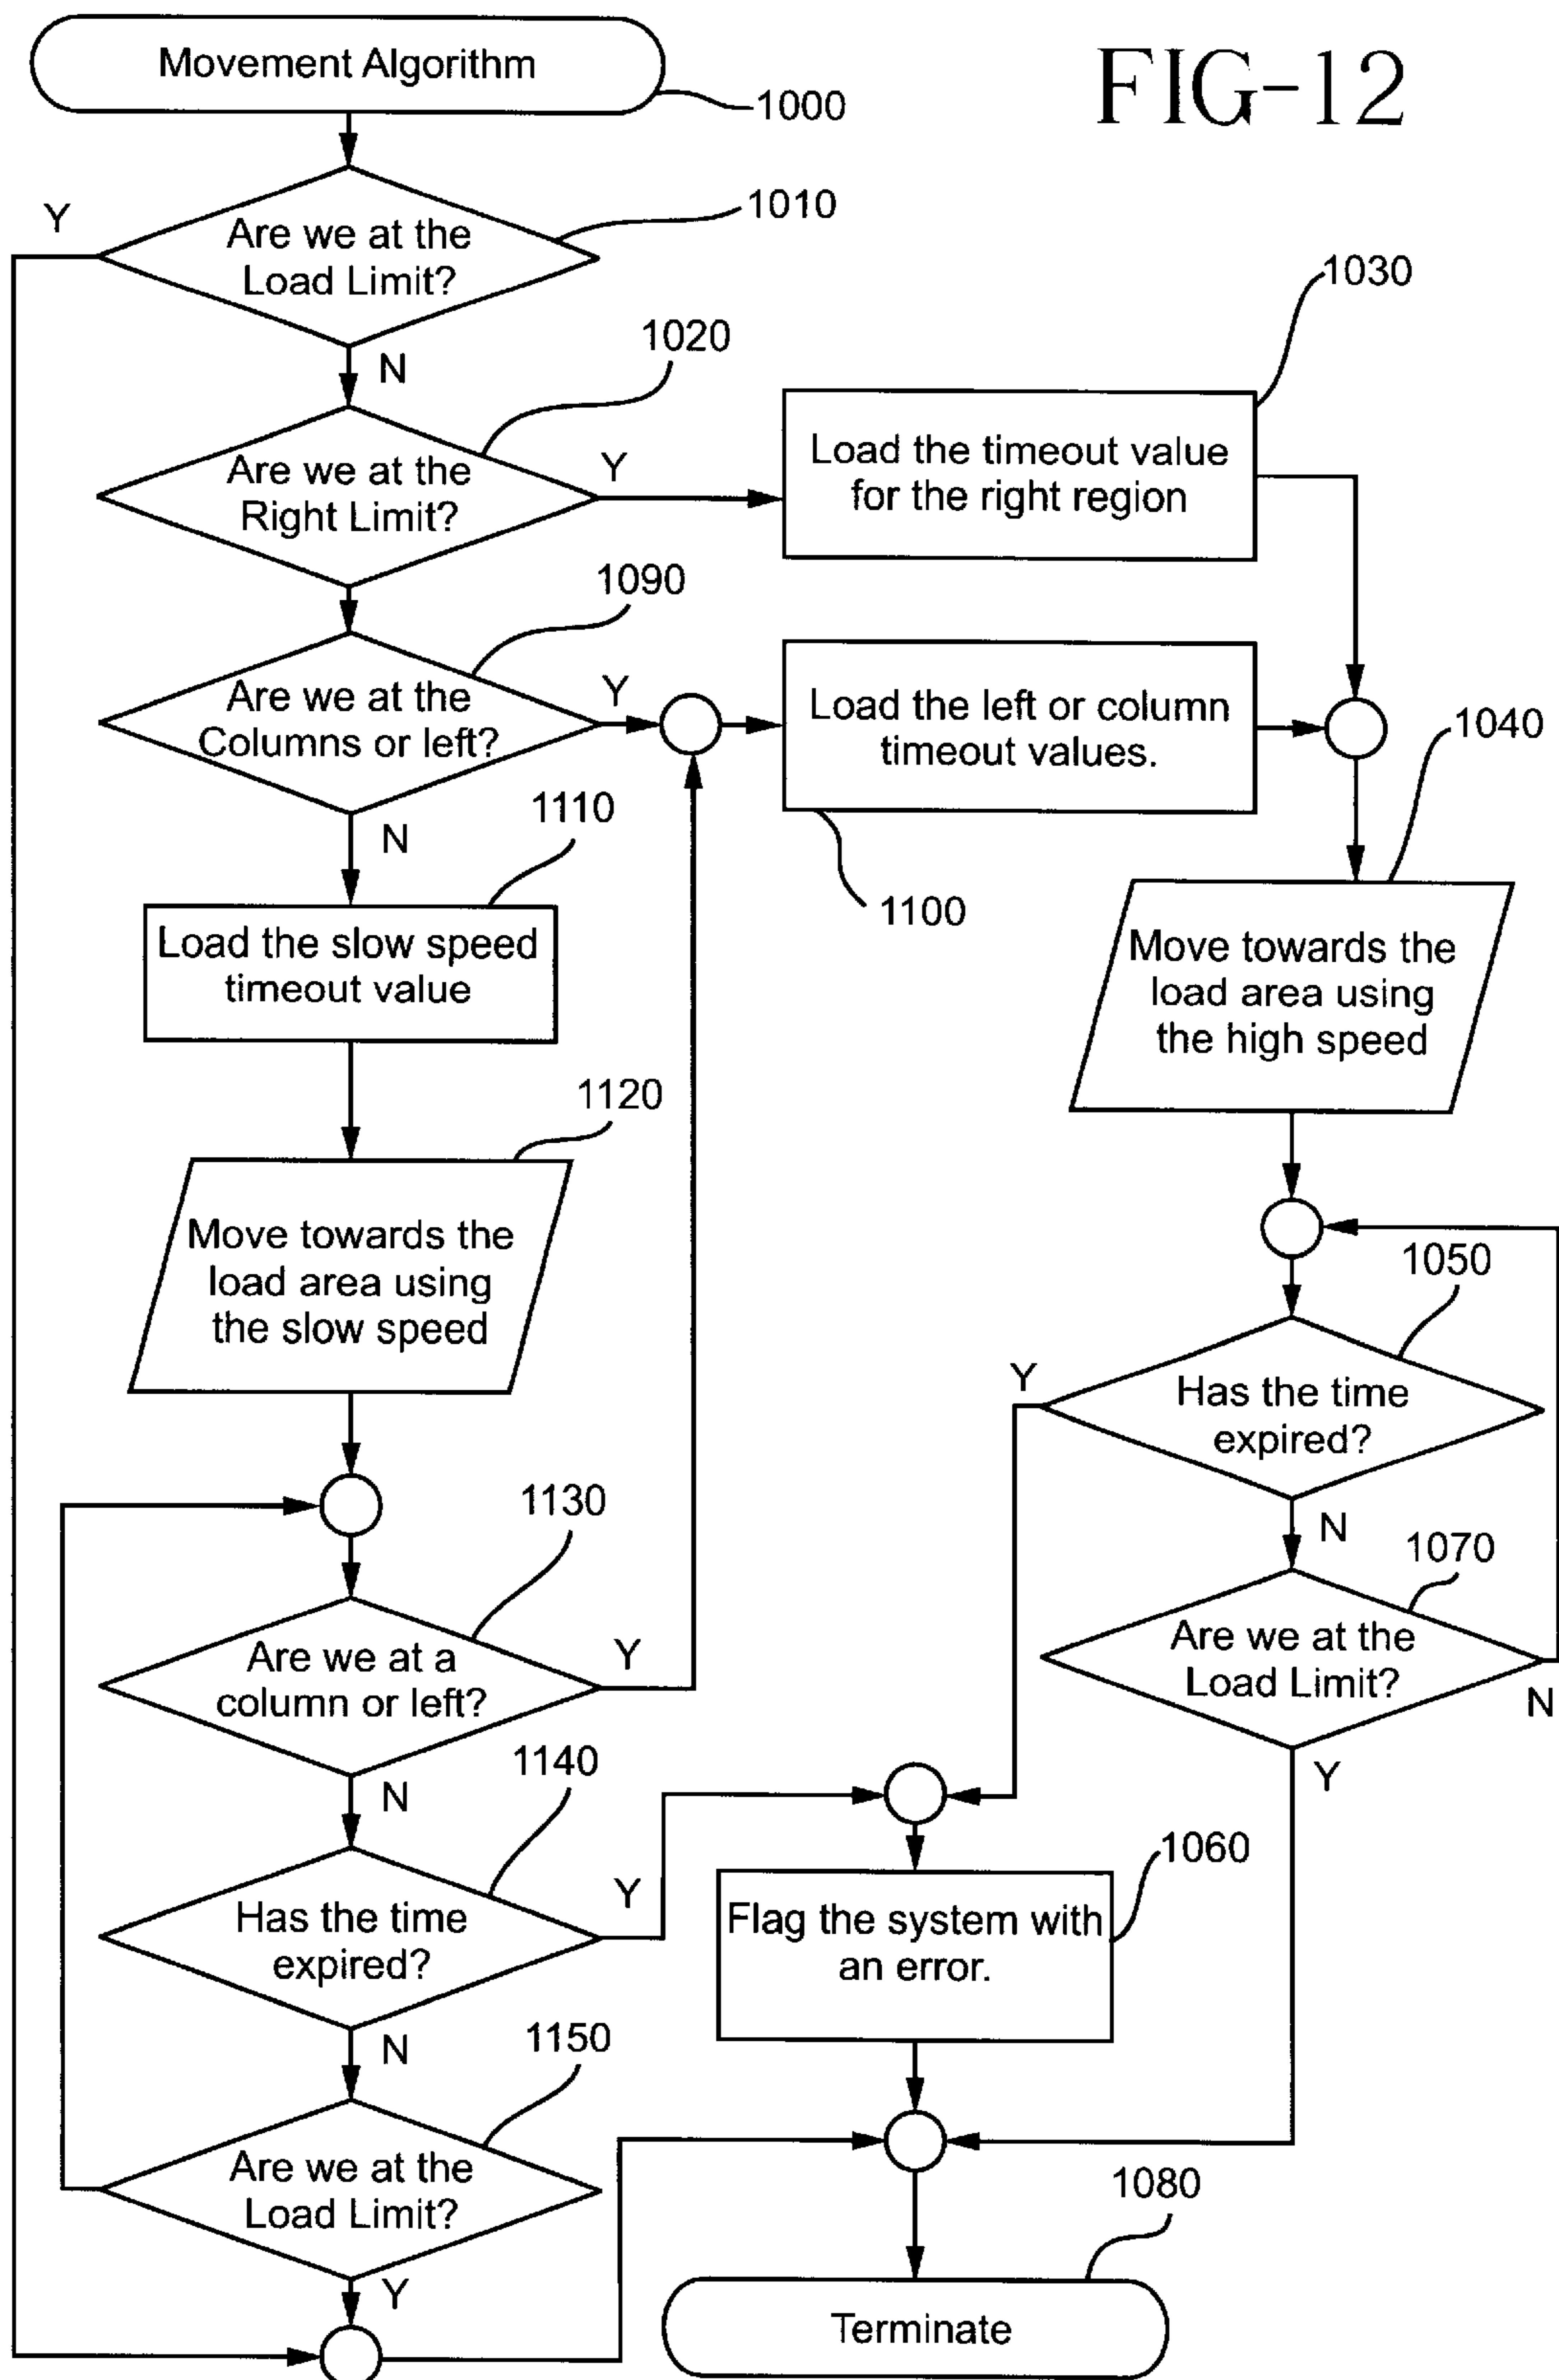 Movement Algorithm
1000
FIG-12
Y
Are we at the
Load Limit?
1010
N
1020
Are we at the
Right Limit?
Y
1030
Load the timeout value
for the right region
1090
Are we at the
Columns or left?
Y
Load the left or column
timeout values.
1100
1040
N
1110
Load the slow speed
timeout value
Move towards the
load area using
the high speed
1120
Move towards the
load area using
the slow speed
1050
Y
Has the time
expired?
N
1130
Are we at a
column or left?
Y
1070
Are we at the
Load Limit?
N
Y
N
1140
Has the time
expired?
Y
1060
Flag the system with
an error.
N
1150
Are we at the
Load Limit?
Y
1080
Terminate